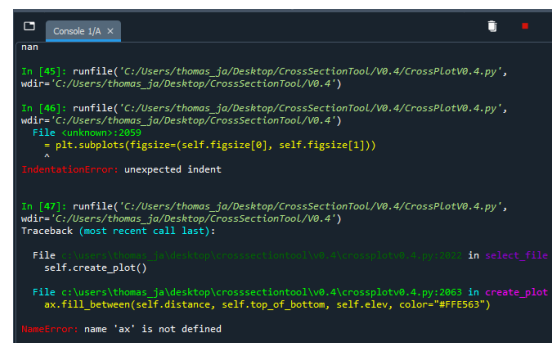 Console 1/A ×
nan
In [45]: runfile('C:/Users/thomas_ja/Desktop/CrossSectionTool/V0.4/CrossPlotV0.4.py',
wdir='C:/Users/thomas_ja/Desktop/CrossSectionTool/V0.4')
In [46]: runfile('C:/Users/thomas_ja/Desktop/CrossSectionTool/V0.4/CrossPlotV0.4.py',
wdir='C:/Users/thomas_ja/Desktop/CrossSectionTool/V0.4')
File <unknown>:2059
= plt.subplots(figsize=(self.figsize[0], self.figsize[1]))
^
IndentationError: unexpected indent
In [47]: runfile('C:/Users/thomas_ja/Desktop/CrossSectionTool/V0.4/CrossPlotV0.4.py',
wdir='C:/Users/thomas_ja/Desktop/CrossSectionTool/V0.4')
Traceback (most recent call last):
File c:\users\thomas_ja\desktop\crosssectiontool\v0.4\crossplotv0.4.py:2022 in select_file
self.create_plot()
File c:\users\thomas_ja\desktop\crosssectiontool\v0.4\crossplotv0.4.py:2063 in create_plot
ax.fill_between(self.distance, self.top_of_bottom, self.elev, color="#FFE563")
NameError: name 'ax' is not defined